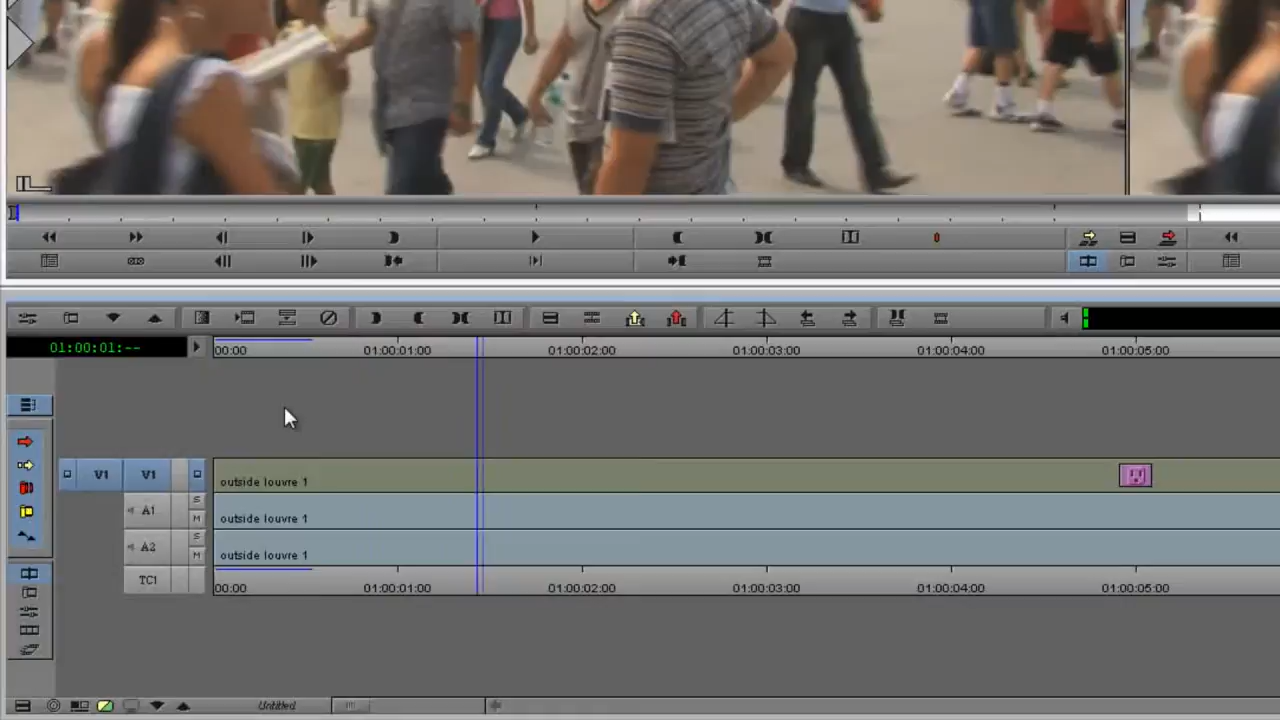 01:00:01:--
00:00 01:00:01:00 01:00:02:00 01:00:03:00 01:00:04:00 01:00:05:00
V1 V1 outside louvre 1
S
A1 outside louvre 1
M
S
A2 outside louvre 1
M
TC1 00:00 01:00:01:00 01:00:02:00 01:00:03:00 01:00:04:00 01:00:05:00
Untitled